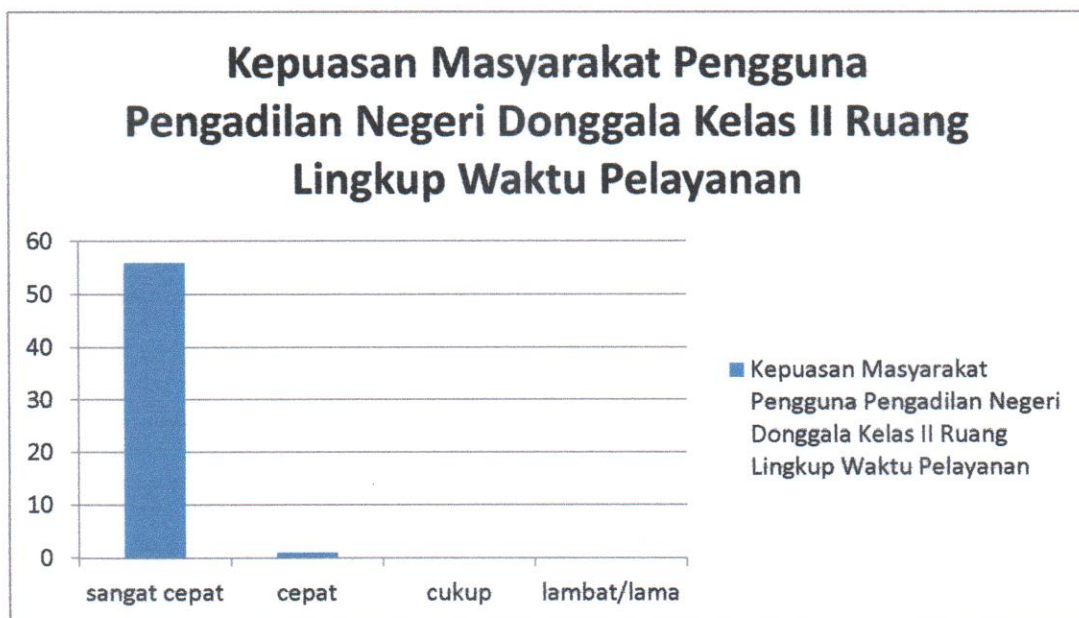 Kepuasan Masyarakat Pengguna
Pengadilan Negeri Donggala Kelas II Ruang
Lingkup Waktu Pelayanan
60
50
40
30
20
10
0
sangat cepat
cepat
cukup
lambat/lama
Kepuasan Masyarakat
Pengguna Pengadilan Negeri
Donggala Kelas II Ruang
Lingkup Waktu Pelayanan